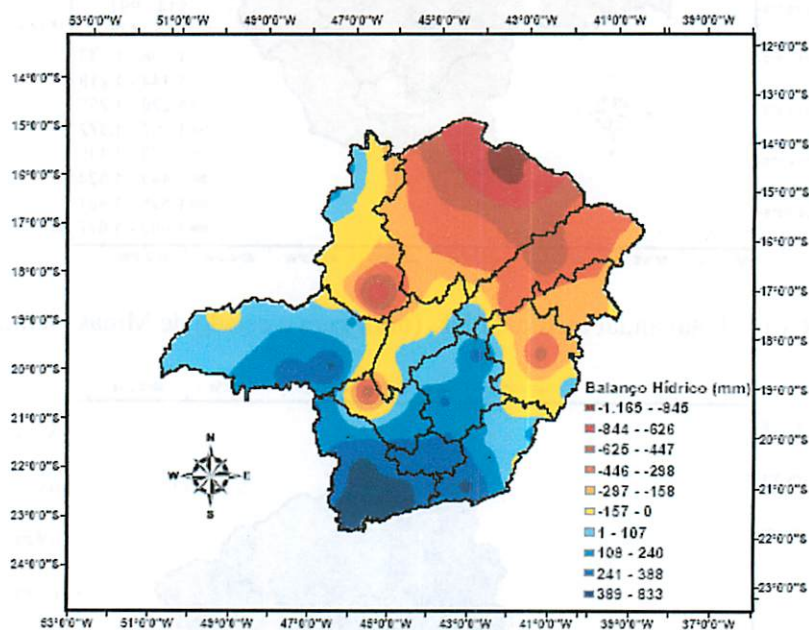 53°0'0"W 51°0'0"W 49°0'0"W 47°0'0"W 45°0'0"W 43°0'0"W 42°0'0"W 41°0'0"W 39°0'0"W
14°0'0"S
15°0'0"S
16°0'0"S
17°0'0"S
18°0'0"S
19°0'0"S
20°0'0"S
21°0'0"S
22°0'0"S
23°0'0"S
24°0'0"S
12°0'0"S
13°0'0"S
14°0'0"S
15°0'0"S
16°0'0"S
17°0'0"S
18°0'0"S
19°0'0"S
20°0'0"S
21°0'0"S
22°0'0"S
23°0'0"S
N
W E
S
Balanço Hídrico (mm)
-1.165 - -845
-844 - -626
-625 - -447
-446 - -298
-297 - -158
-157 - 0
1 - 107
108 - 240
241 - 388
389 - 833
53°0'0"W 51°0'0"W 49°0'0"W 47°0'0"W 45°0'0"W 43°0'0"W 41°0'0"W 39°0'0"W